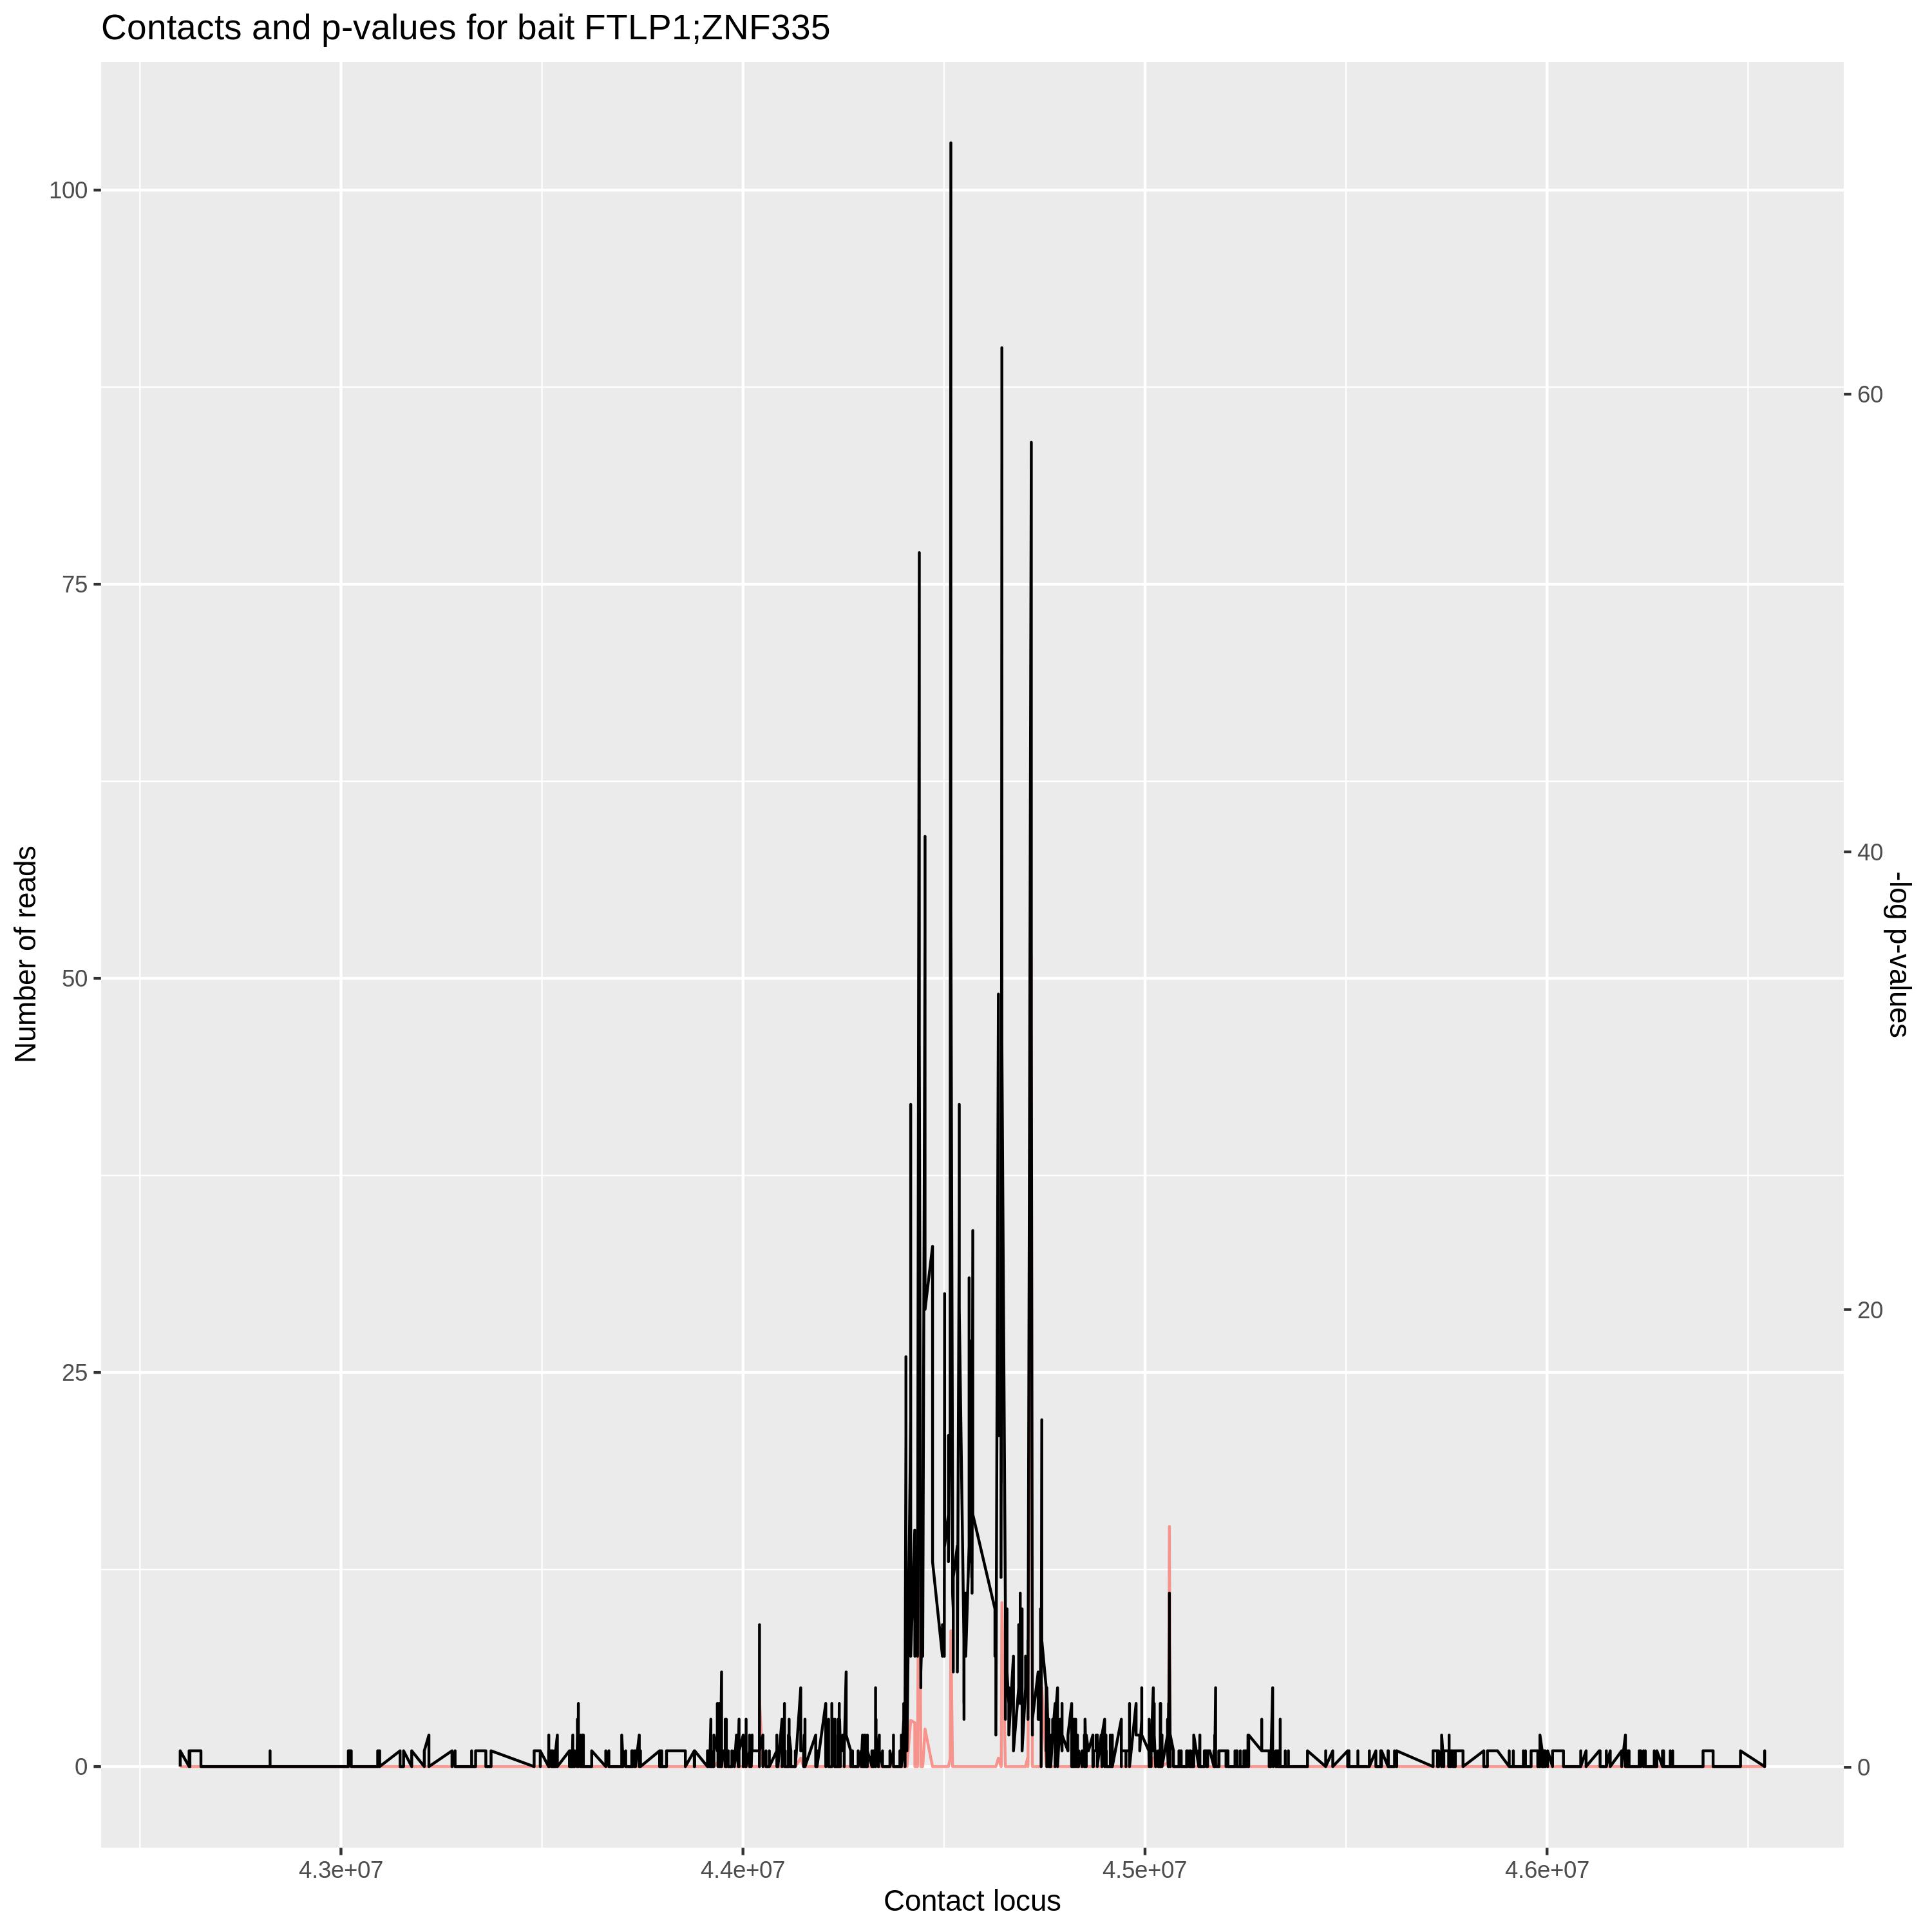 Contacts and p-values for bait FTLP1;ZNF335
100
75
50
25
0
Number of reads
60
40
20
0
-log p-values
4.3e+07
4.4e+07
4.5e+07
4.6e+07
Contact locus